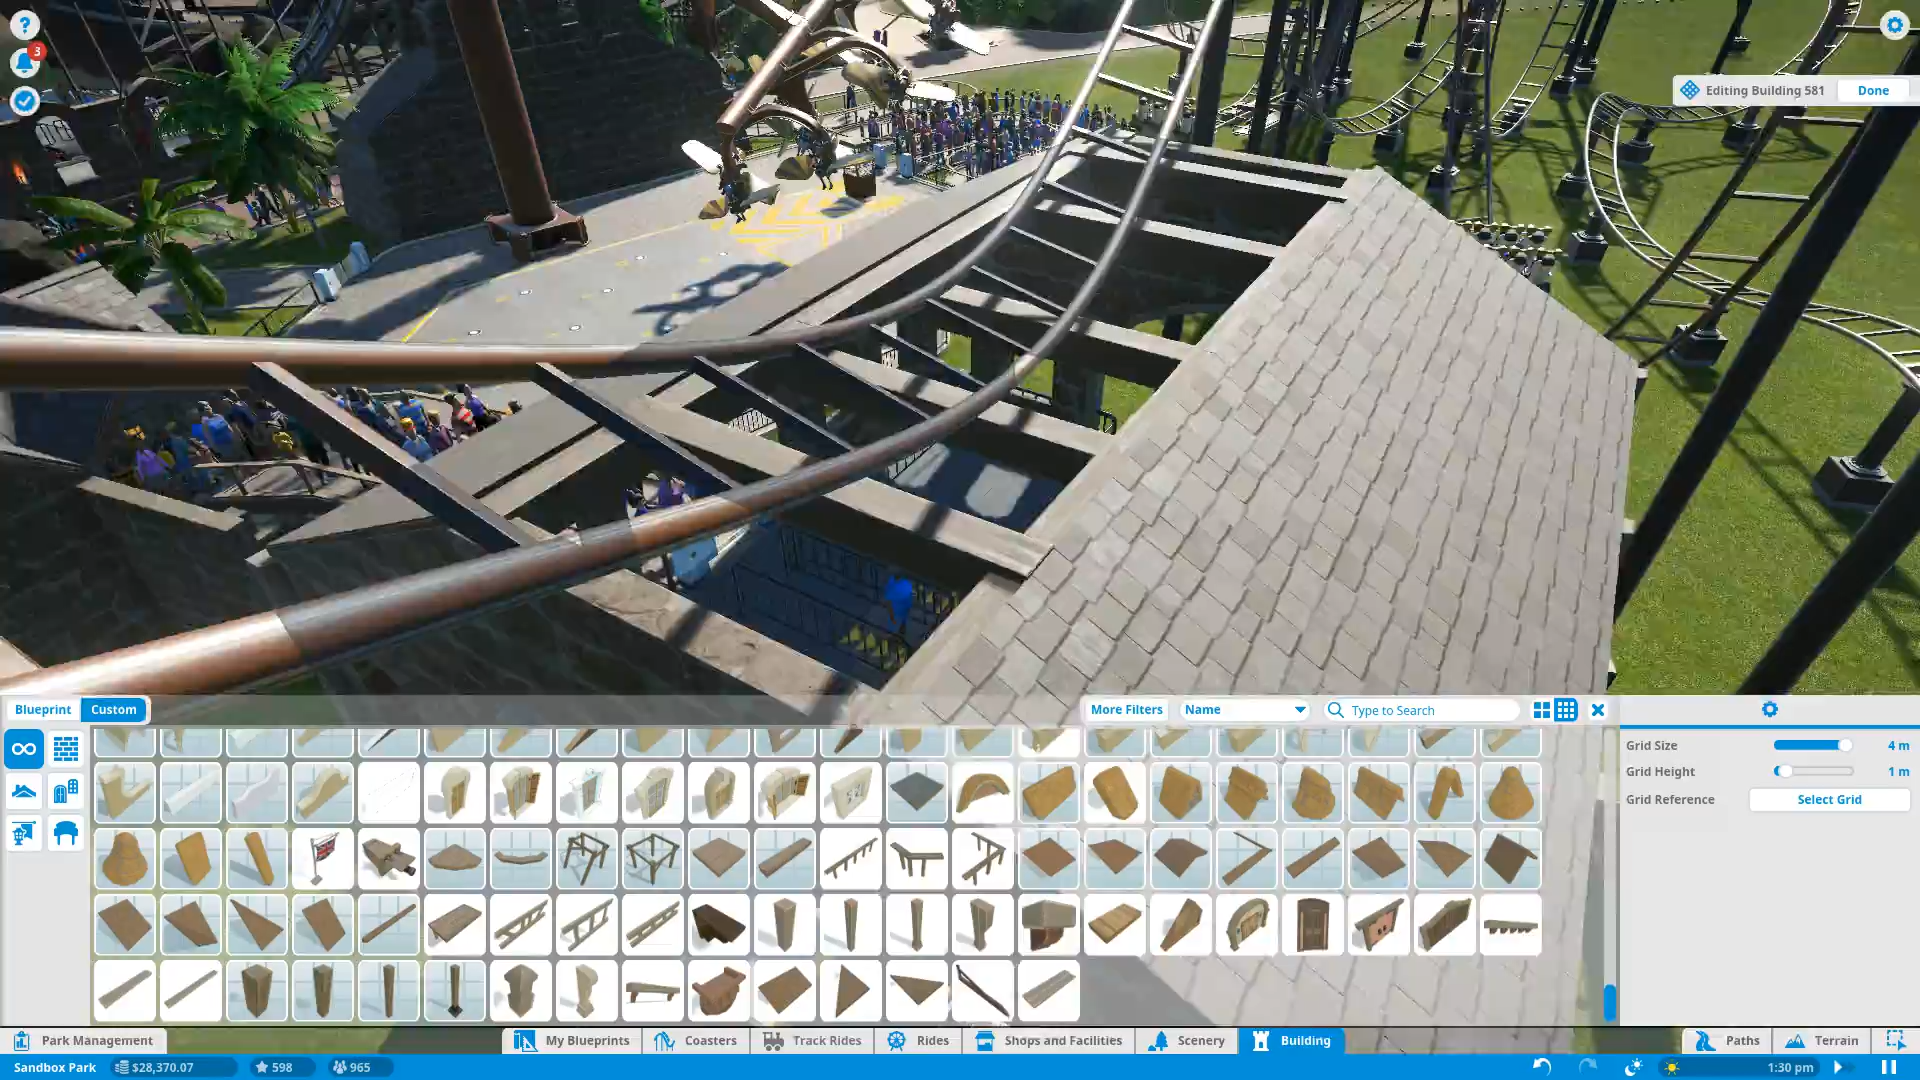 ?
3
Editing Building 581
Done
Blueprint
Custom
More Filters
Name
Type to Search
Grid Size
4 m
Grid Height
1 m
Grid Reference
Select Grid
Park Management
My Blueprints
Coasters
Track Rides
Rides
Shops and Facilities
Scenery
Building
Paths
Terrain
Sandbox Park
$28,370.07
598
965
1:30 pm